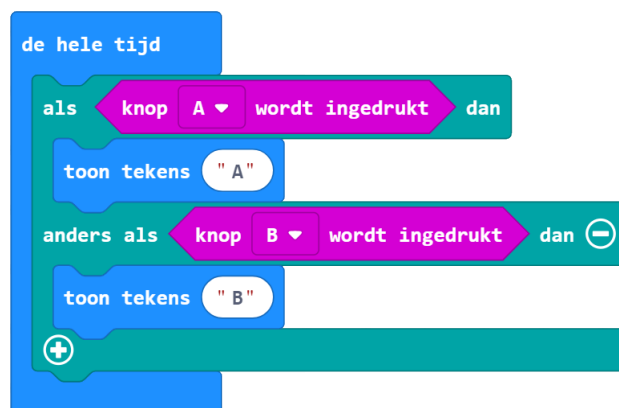 de hele tijd
als knop A wordt ingedrukt dan
toon tekens "A"
anders als knop B wordt ingedrukt dan
toon tekens "B"